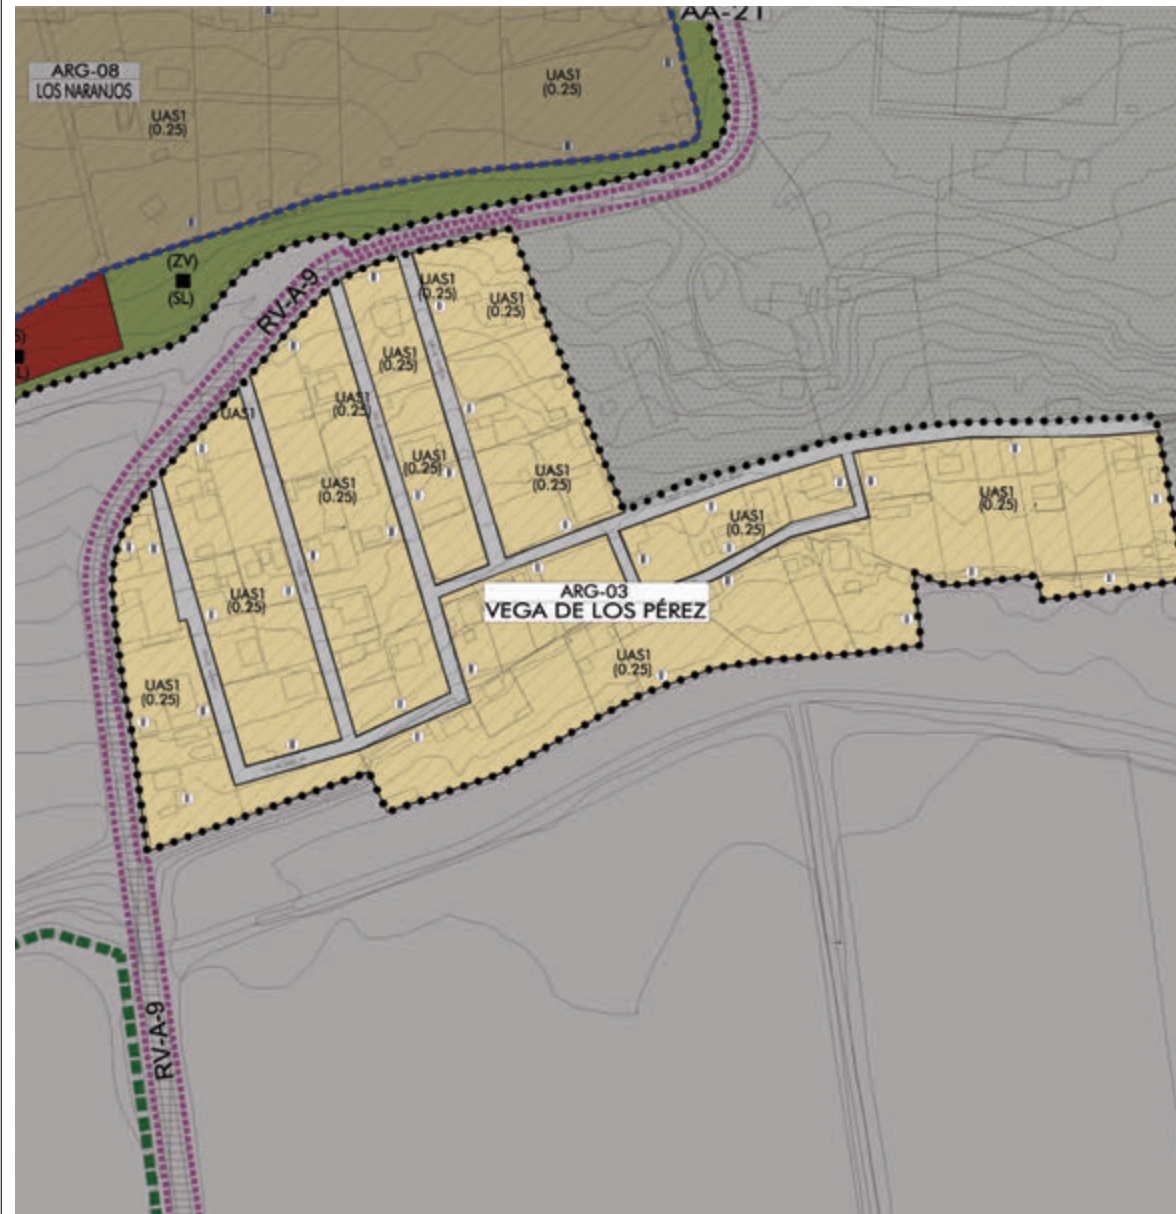 AA-21
ARG-08
LOS NARANJOS
UAS1
(0.25)
UAS1
(0.25)
(ZV)
(SL)
RV-A-9
UAS1
(0.25)
UAS1
(0.25)
UAS1
(0.25)
UAS1
(0.25)
UAS1
UAS1
(0.25)
UAS1
(0.25)
UAS1
(0.25)
UAS1
(0.25)
UAS1
(0.25)
UAS1
(0.25)
ARG-03
VEGA DE LOS PÉREZ
UAS1
(0.25)
UAS1
(0.25)
UAS1
(0.25)
RV-A-9